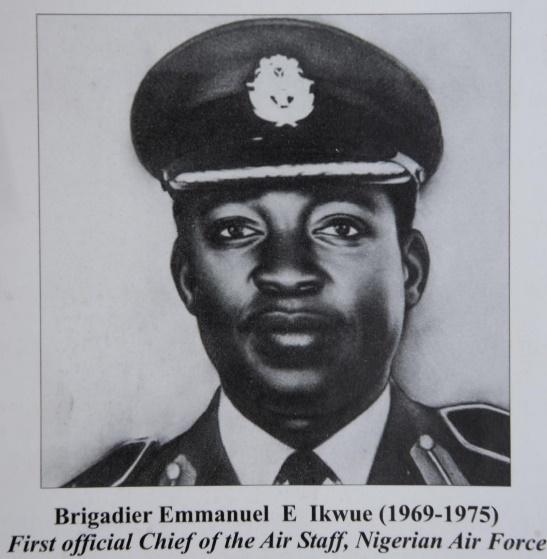 Brigadier Emmanuel E Ikwue (1969-1975)
First official Chief of the Air Staff, Nigerian Air Force